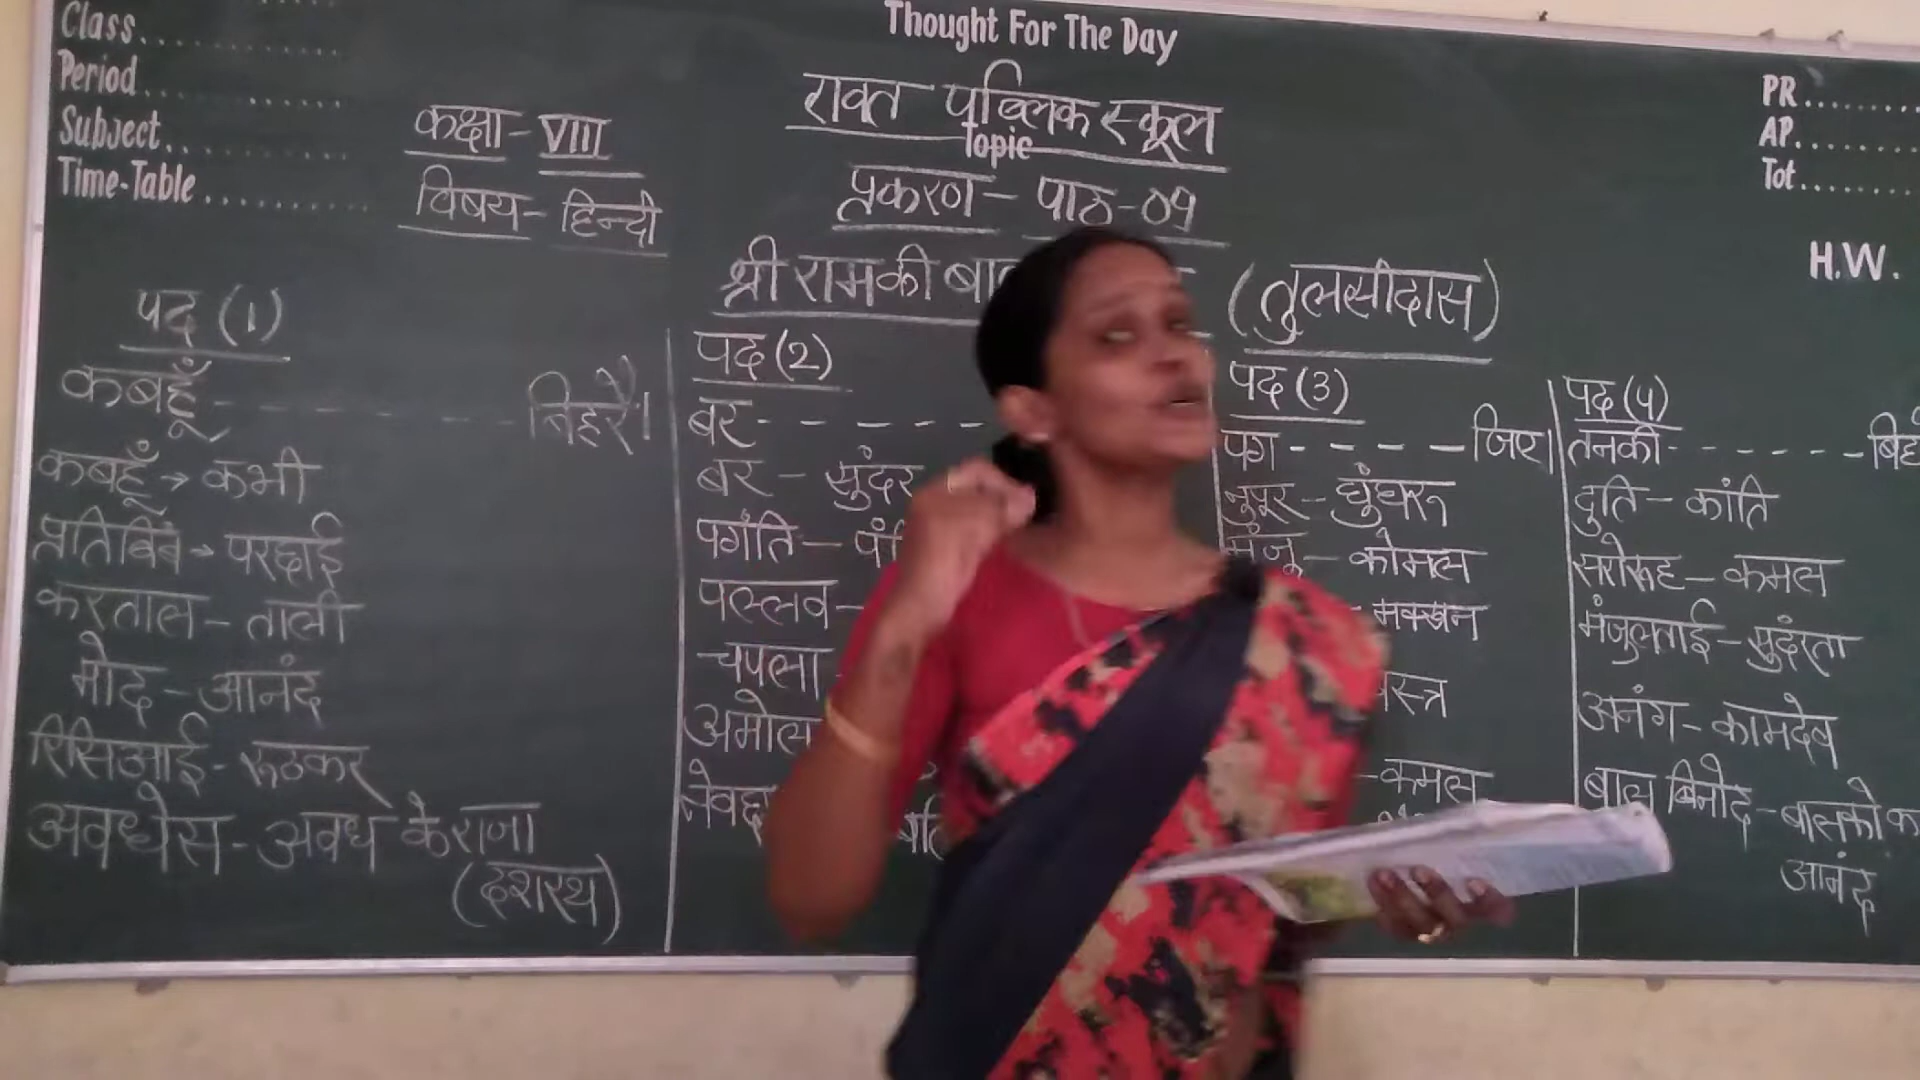 Class
Period
Subject
Time-Table
Thought For The Day
PR
AP
Tot
H.W.
Topic
रावत पब्लिक स्कूल
कक्षा - VIII
विषय - हिन्दी
प्रकरण - पाठ - 09
श्री राम की
(तुलसीदास)
पद (1)
कबहूँ - - - - - - - बिहरै।
कबहूँ → कभी
प्रतिबिंब → परछाई
करताल - ताली
मोद - आनंद
रिसिआई - रूठकर
अवधेस - अवध के राजा
(दशरथ)
पद (2)
बर - - - - -
बर - सुंदर
पगंति -
पल्लव -
चपला -
अमोल
पद (3)
पग - - - - जिए।
नुपूर - घुंघरू
मंजू - कोमल
- मक्खन
वस्त्र
- कमल
पद (4)
तनकी - - - - - -
दुति - कांति
सरोरूह - कमल
मंजुलताई - सुदंरता
अनंग - कामदेव
बाल बिनोद - बालको
आनंद